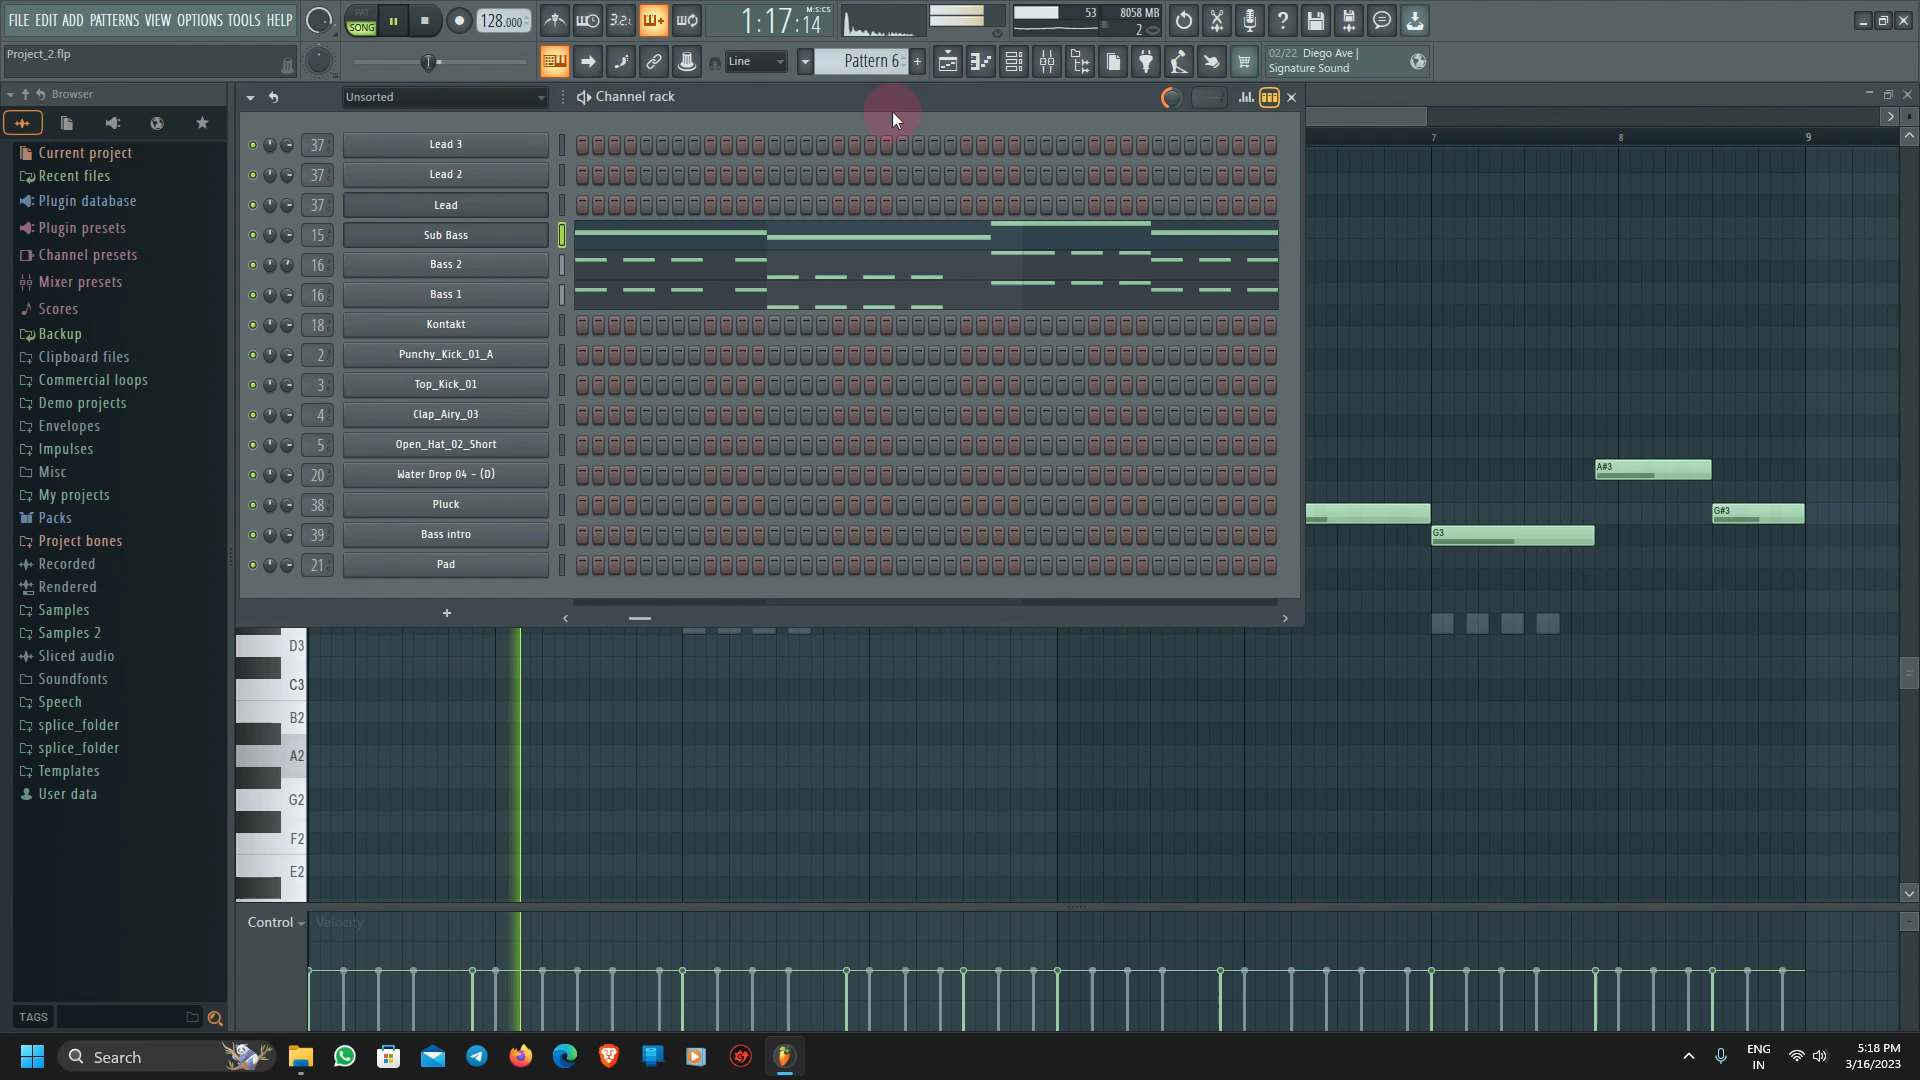 FILE EDIT ADD PATTERNS VIEW OPTIONS TOOLS HELP
PAT
SONG
128.000
3.2
1:17:14
M:S:CS
53
8058 MB
2
Project_2.flp
Line
Pattern 6
+
02/22 Diego Ave |
Signature Sound
Browser
Unsorted
Channel rack
7
8
9
Current project
Recent files
Plugin database
Plugin presets
Channel presets
Mixer presets
Scores
Backup
Clipboard files
Commercial loops
Demo projects
Envelopes
Impulses
Misc
My projects
Packs
Project bones
Recorded
Rendered
Samples
Samples 2
Sliced audio
Soundfonts
Speech
splice_folder
splice_folder
Templates
User data
TAGS
37 Lead 3
37 Lead 2
37 Lead
15 Sub Bass
16 Bass 2
16 Bass 1
18 Kontakt
2 Punchy_Kick_01_A
3 Top_Kick_01
4 Clap_Airy_03
5 Open_Hat_02_Short
20 Water Drop 04 - (D)
38 Pluck
39 Bass intro
21 Pad
+
A#3
G#3
G3
D3
C3
B2
A2
G2
F2
E2
Control Velocity
Search
ENG
IN
5:18 PM
3/16/2023